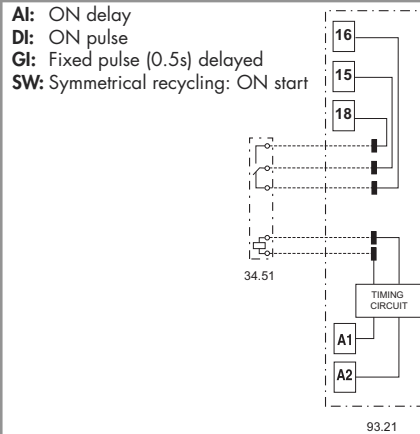 AI: ON delay
DI: ON pulse
GI: Fixed pulse (0.5s) delayed
SW: Symmetrical recycling: ON start
16
15
18
34.51
TIMING
CIRCUIT
A1
A2
93.21